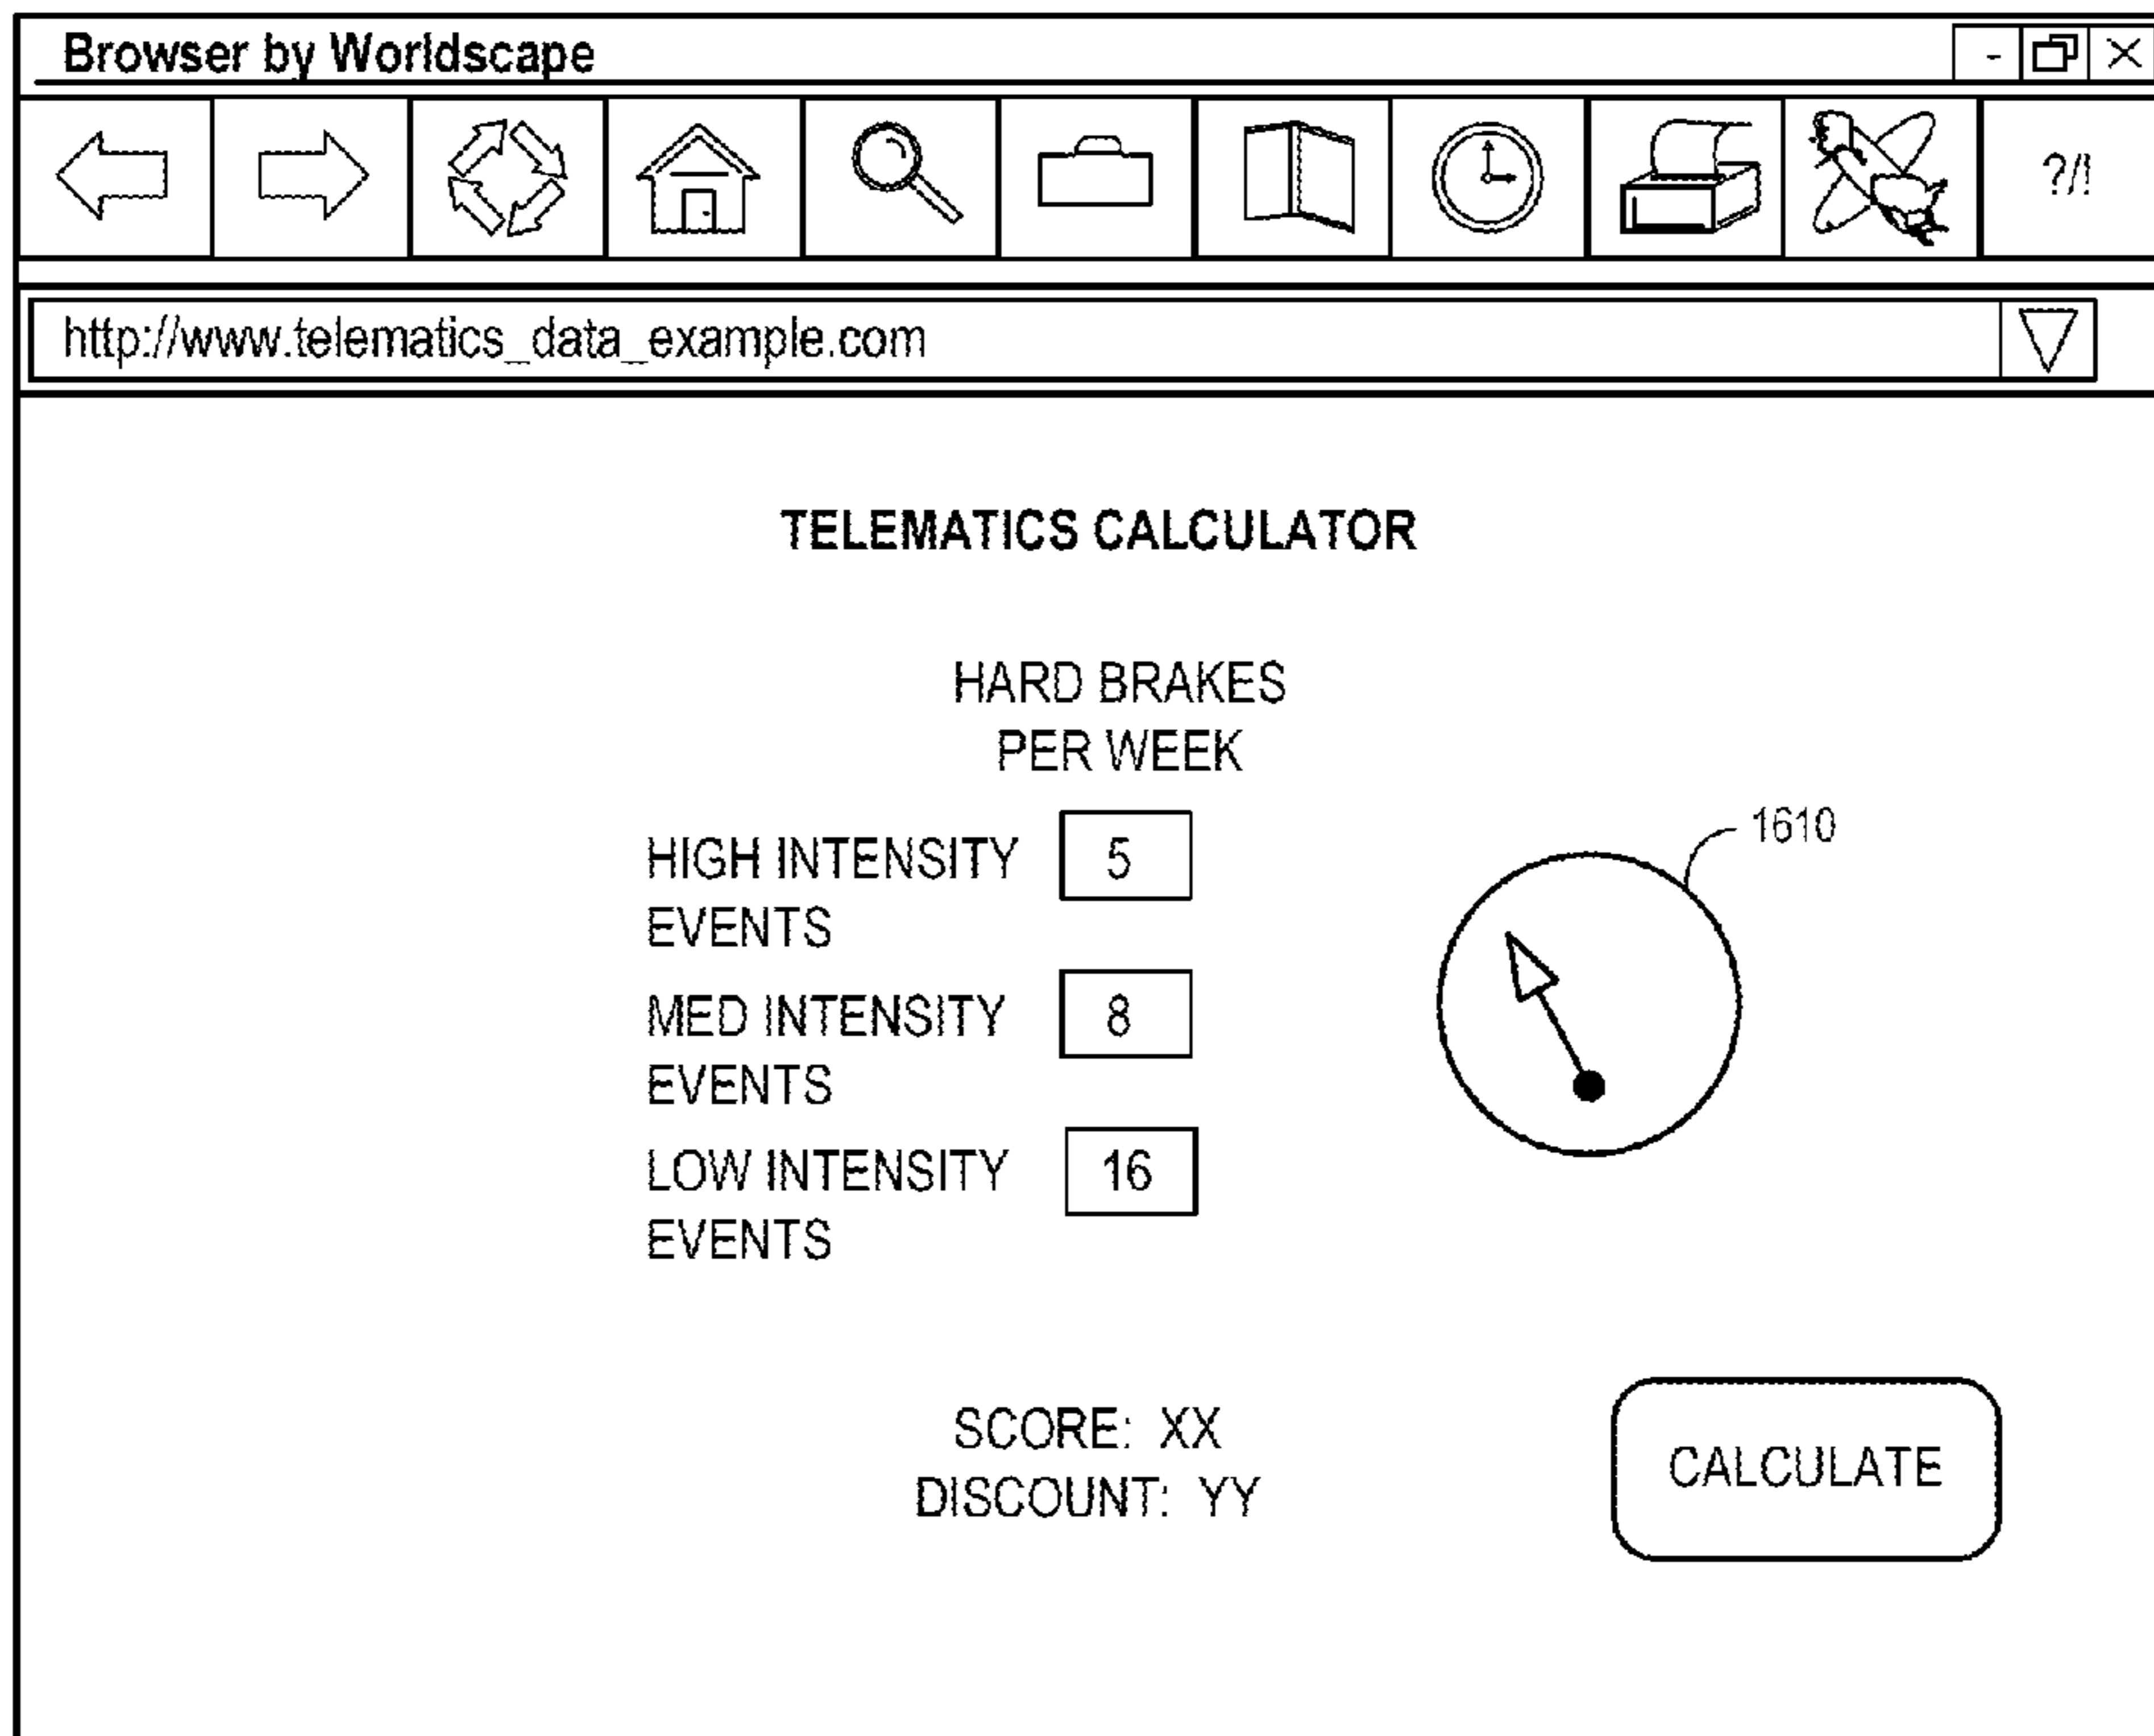 Browser by Worldscape
?/!
http://www.telematics_data_example.com
TELEMATICS CALCULATOR
HARD BRAKES
PER WEEK
HIGH INTENSITY 5
EVENTS
1610
MED INTENSITY 8
EVENTS
LOW INTENSITY 16
EVENTS
SCORE: XX
DISCOUNT: YY
CALCULATE